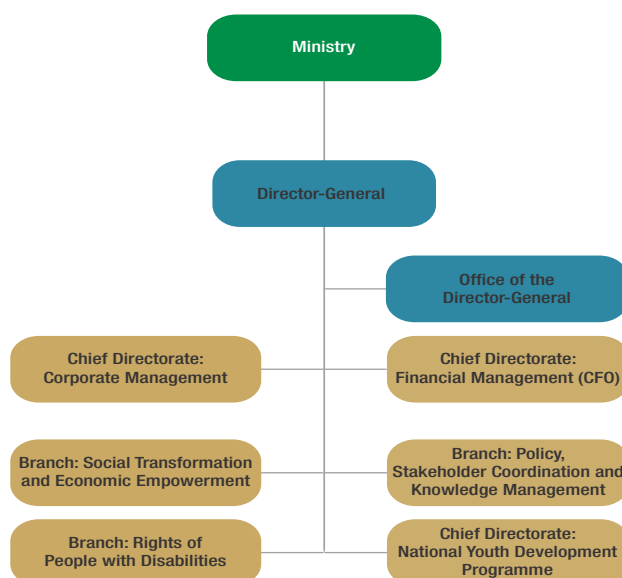 Ministry
Director-General
Office of the
Director-General
Chief Directorate:
Corporate Management
Chief Directorate:
Financial Management (CFO)
Branch: Social Transformation
and Economic Empowerment
Branch: Policy,
Stakeholder Coordination and
Knowledge Management
Branch: Rights of
People with Disabilities
Chief Directorate:
National Youth Development
Programme